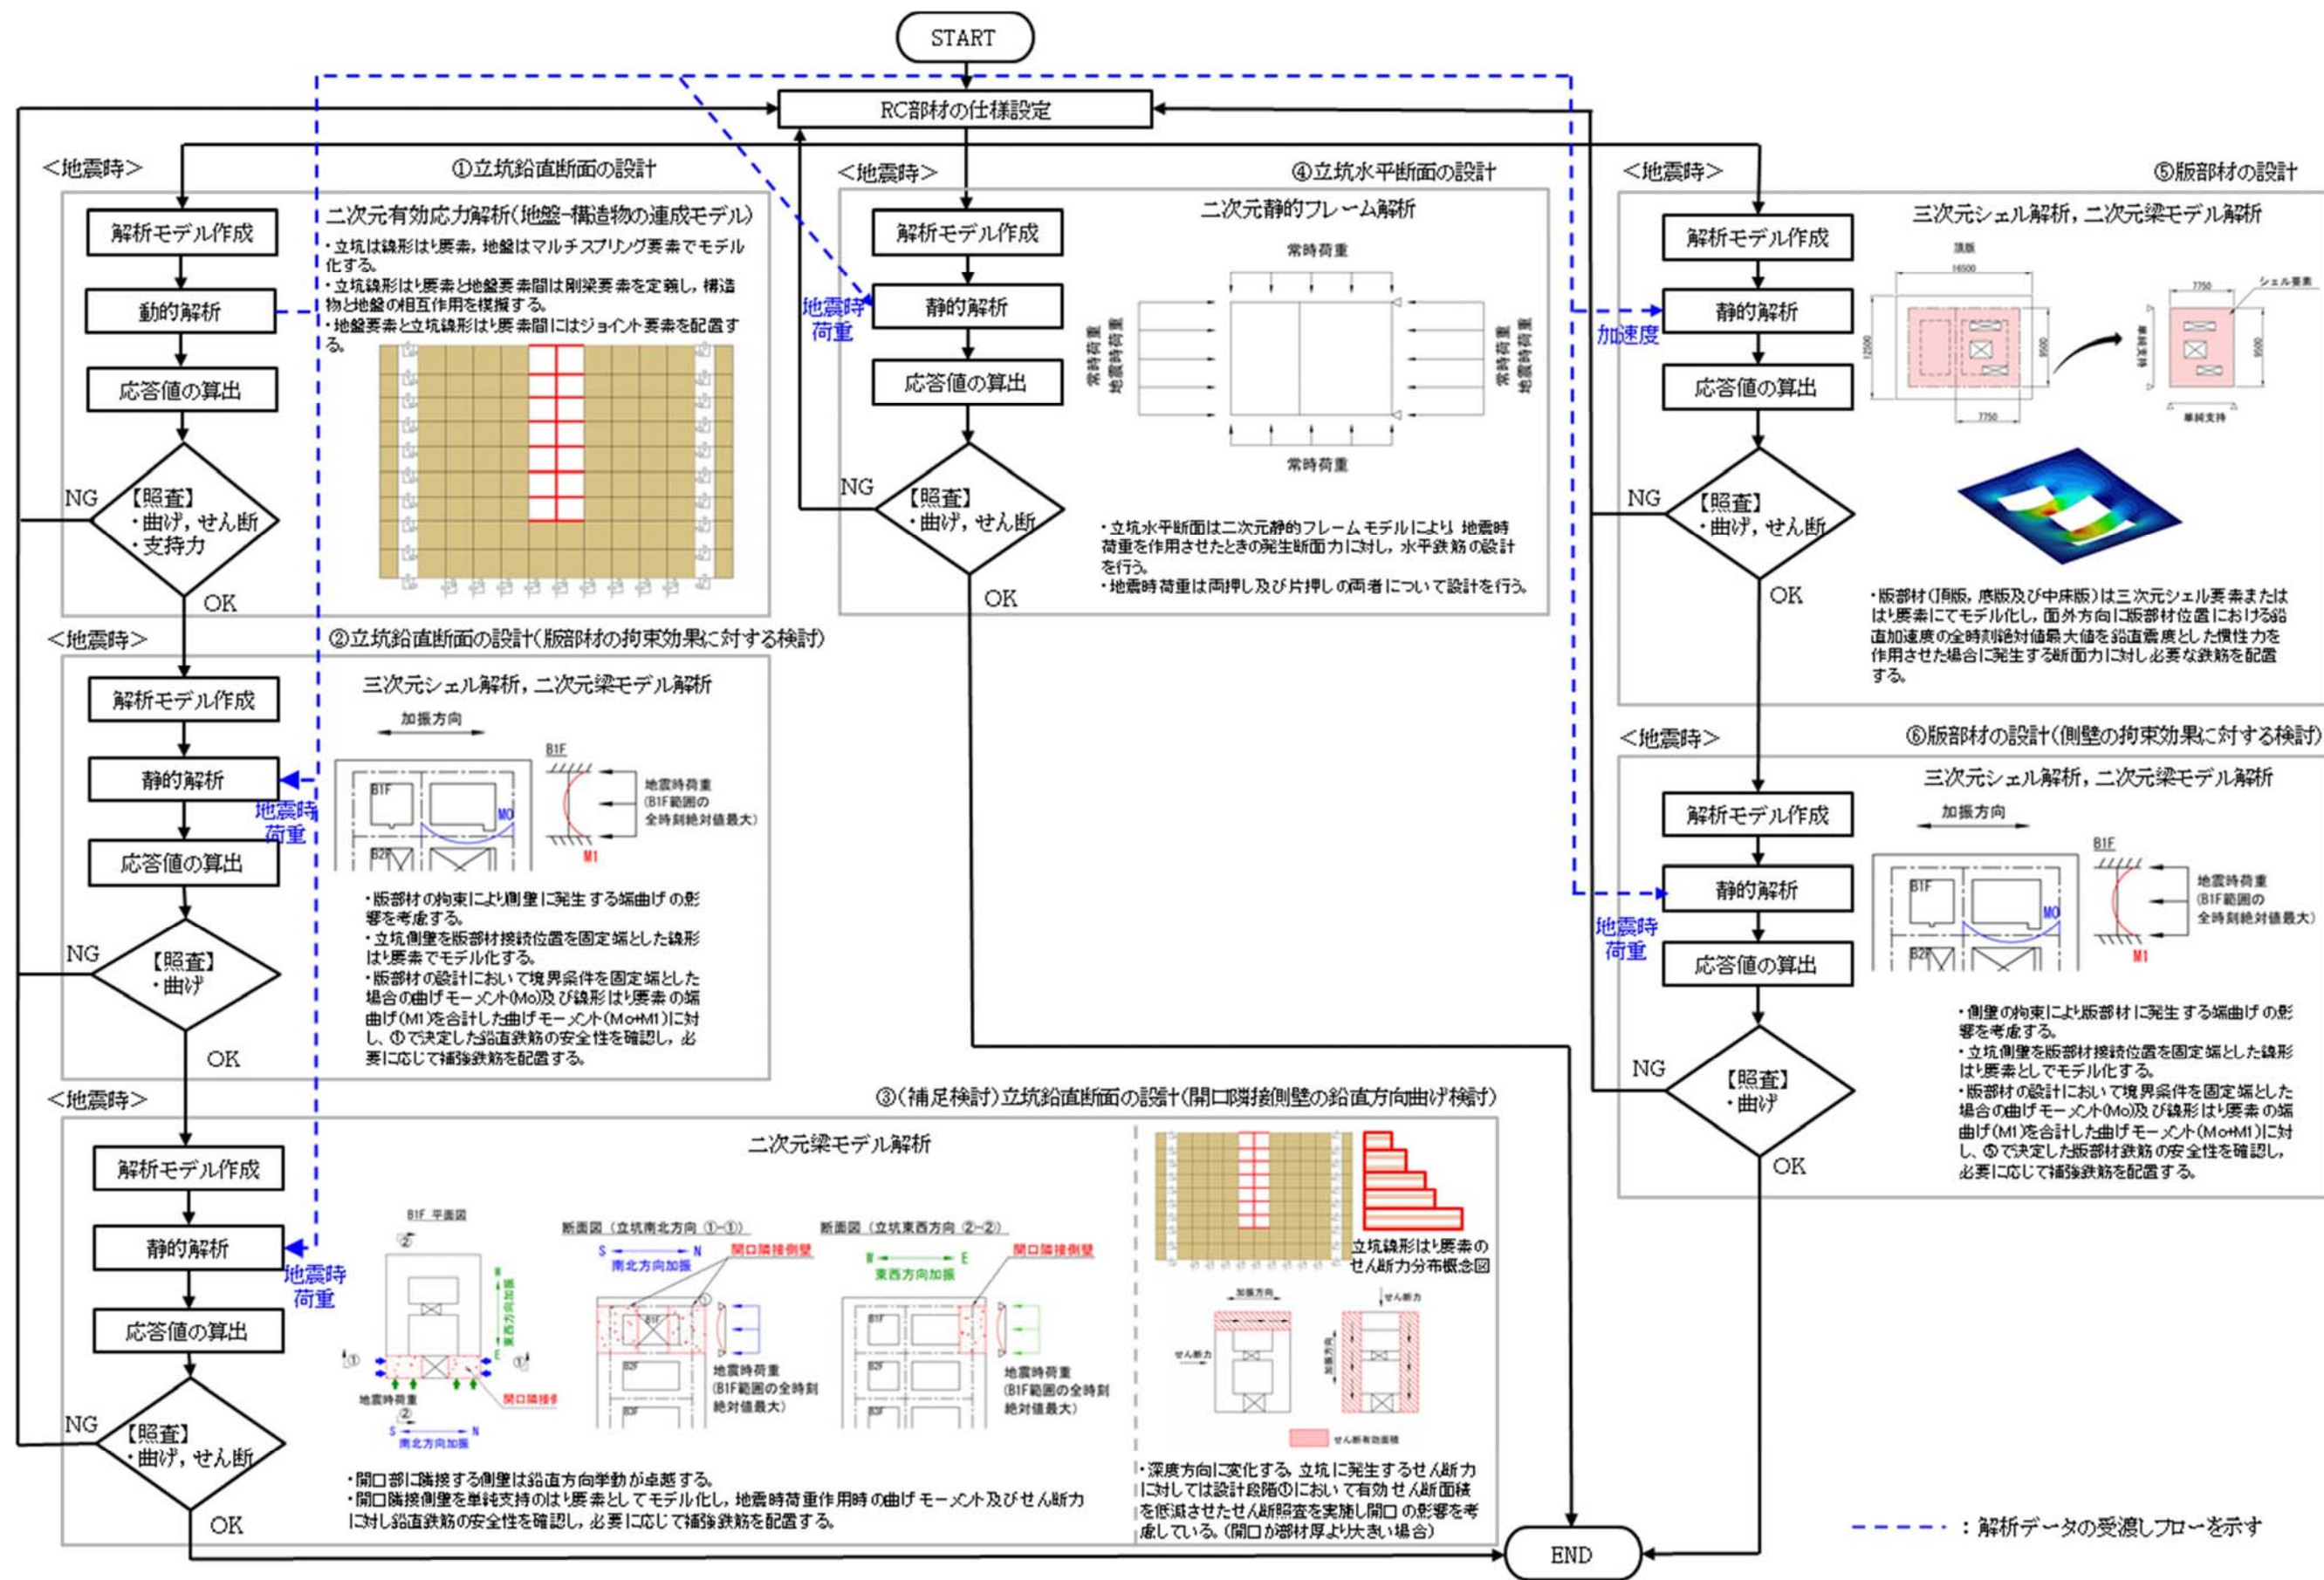 START
RC部材の仕様設定
<地震時>
①立坑鉛直断面の設計
解析モデル作成
動的解析
応答値の算出
【照査】
・曲げ,せん断
・支持力
NG
OK
二次元有効応力解析(地盤-構造物の連成モデル)
・立坑は線形はり要素,地盤はマルチスプリング要素でモデル
化する。
・立坑線形はり要素と地盤要素間は剛梁要素を定義し,構造
物と地盤の相互作用を模擬する。
・地盤要素と立坑線形はり要素間にはジョイント要素を配置す
る。
<地震時>
②立坑鉛直断面の設計(版部材の拘束効果に対する検討)
解析モデル作成
静的解析
地震時
荷重
応答値の算出
【照査】
・曲げ
NG
OK
三次元シェル解析,二次元梁モデル解析
加振方向
B1F
B2F
M0
B1F
M1
地震時荷重
(B1F範囲の
全時刻絶対値最大)
・版部材の拘束により側壁に発生する端曲げの影
響を考慮する。
・立坑側壁を版部材接続位置を固定端とした線形
はり要素でモデル化する。
・版部材の設計において境界条件を固定端とした
場合の曲げモーメント(Mo)及び線形はり要素の端
曲げ(M1)を合計した曲げモーメント(Mo+M1)に対
し、①で決定した鉛直鉄筋の安全性を確認し,必
要に応じて補強鉄筋を配置する。
<地震時>
③(補足検討)立坑鉛直断面の設計(開口隣接側壁の鉛直方向曲げ検討)
解析モデル作成
静的解析
地震時
荷重
応答値の算出
【照査】
・曲げ,せん断
NG
OK
二次元梁モデル解析
B1F 平面図
②
W
東西方向加振
E
①
①
地震時荷重
②
開口隣接側
S
N
南北方向加振
断面図(立坑南北方向 ①-①)
S
N
南北方向加振
開口隣接側壁
①
B1F
B2F
B3F
地震時荷重
(B1F範囲の全時刻
絶対値最大)
断面図(立坑東西方向 ②-②)
W
E
東西方向加振
開口隣接側壁
B1F
B2F
B3F
地震時荷重
(B1F範囲の全時刻
絶対値最大)
・開口部に隣接する側壁は鉛直方向挙動が卓越する。
・開口隣接側壁を単純支持のはり要素としてモデル化し,地震時荷重作用時の曲げモーメント及びせん断力
に対し鉛直鉄筋の安全性を確認し,必要に応じて補強鉄筋を配置する。
立坑線形はり要素の
せん断力分布概念図
加振方向
せん断力
せん断力
加振方向
せん断有効面積
・深度方向に変化する,立坑に発生するせん断力
に対しては設計段階①において有効せん断面積
を低減させたせん断照査を実施し開口の影響を考
慮している。(開口が部材厚より大きい場合)
<地震時>
④立坑水平断面の設計
解析モデル作成
地震時
荷重
静的解析
応答値の算出
【照査】
・曲げ,せん断
NG
OK
二次元静的フレーム解析
常時荷重
常時荷重
地震時荷重
常時荷重
地震時荷重
常時荷重
・立坑水平断面は二次元静的フレームモデルにより,地震時
荷重を作用させたときの発生断面力に対し,水平鉄筋の設計
を行う。
・地震時荷重は両押し及び片押しの両者について設計を行う。
<地震時>
⑤版部材の設計
解析モデル作成
静的解析
加速度
応答値の算出
【照査】
・曲げ,せん断
NG
OK
三次元シェル解析,二次元梁モデル解析
頂版
16500
12500
9500
7750
7750
シェル要素
単純支持
9500
単純支持
・版部材(頂版,底版及び中床版)は三次元シェル要素または
はり要素にてモデル化し,面外方向に版部材位置における鉛
直加速度の全時刻絶対値最大値を鉛直震度とした慣性力を
作用させた場合に発生する断面力に対し必要な鉄筋を配置
する。
<地震時>
⑥版部材の設計(側壁の拘束効果に対する検討)
解析モデル作成
静的解析
地震時
荷重
応答値の算出
【照査】
・曲げ
NG
OK
三次元シェル解析,二次元梁モデル解析
加振方向
B1F
B2F
M0
B1F
M1
地震時荷重
(B1F範囲の
全時刻絶対値最大)
・側壁の拘束により版部材に発生する端曲げの影
響を考慮する。
・立坑側壁を版部材接続位置を固定端とした線形
はり要素としてモデル化する。
・版部材の設計において境界条件を固定端とした
場合の曲げモーメント(Mo)及び線形はり要素の端
曲げ(M1)を合計した曲げモーメント(Mo+M1)に対
し、⑤で決定した版部材鉄筋の安全性を確認し,
必要に応じて補強鉄筋を配置する。
END
:解析データの受渡しフローを示す